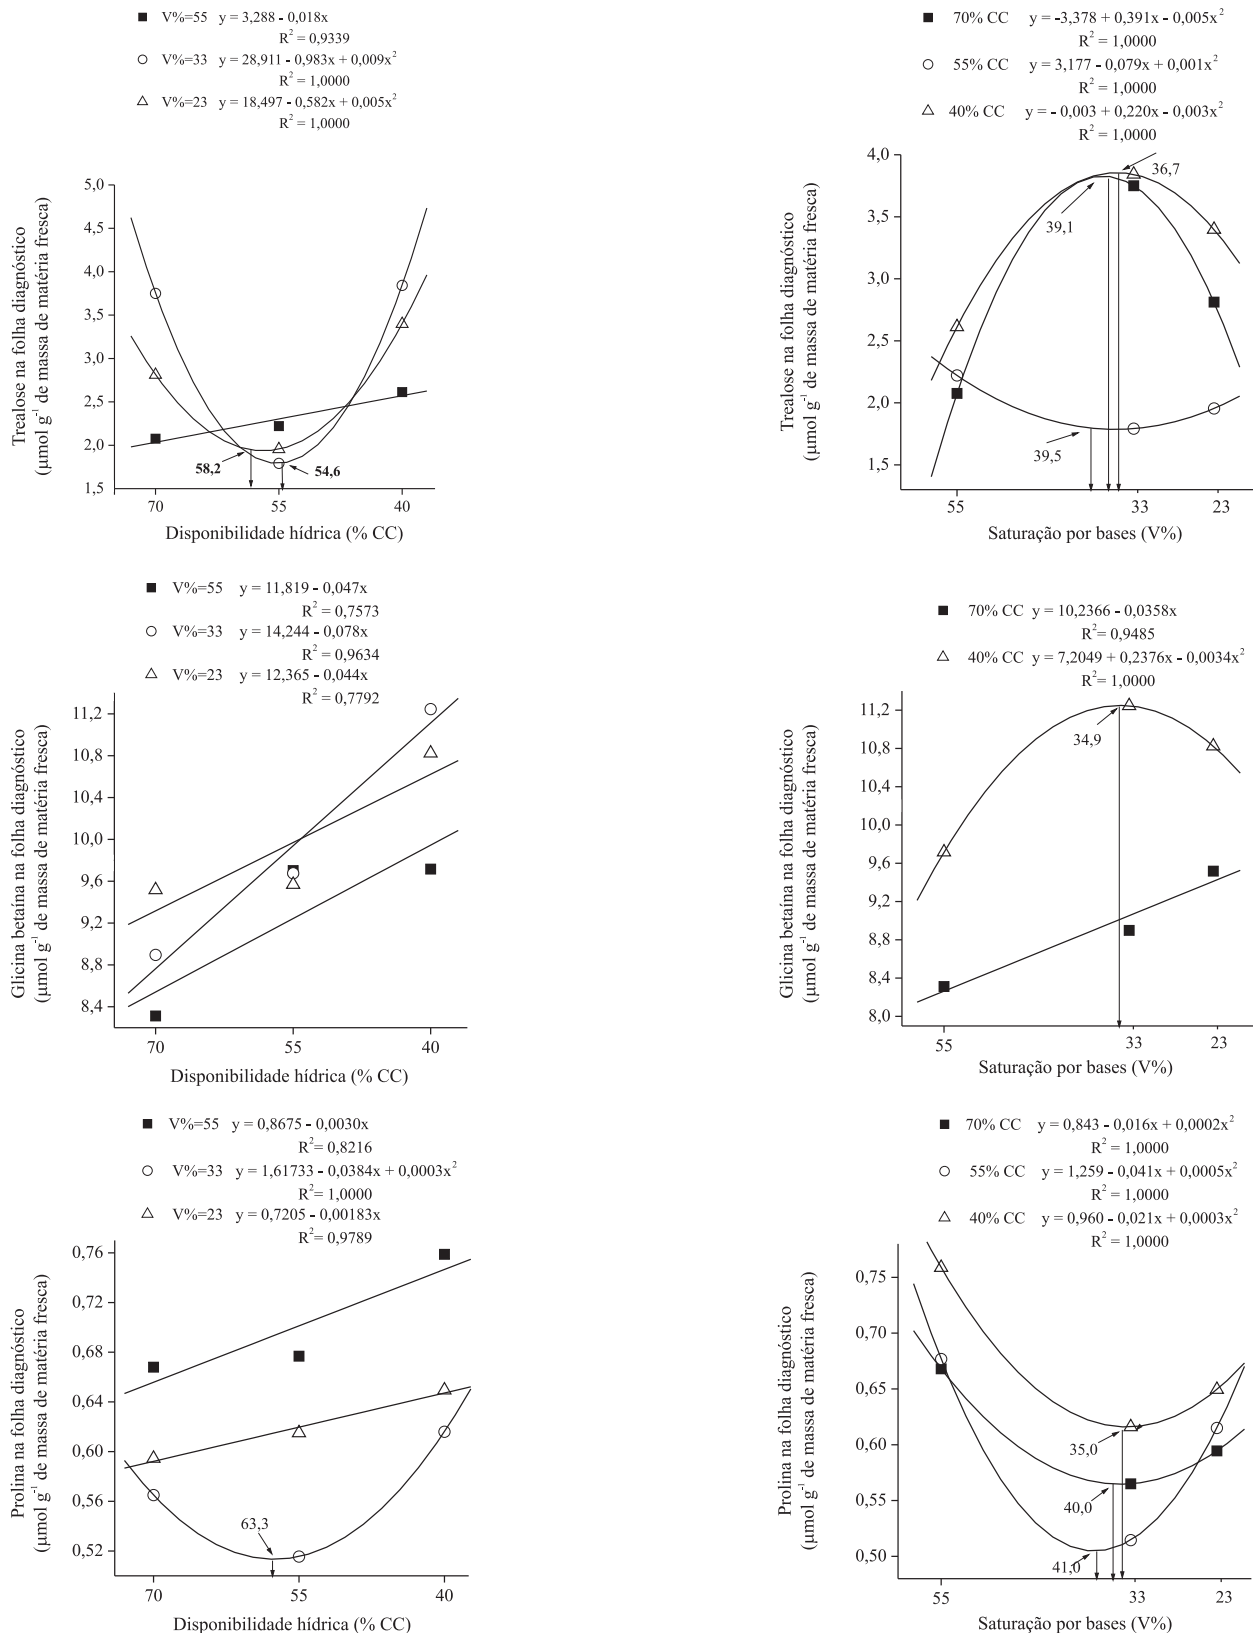 V%=55 y = 3,288 - 0,018x
R² = 0,9339
V%=33 y = 28,911 - 0,983x + 0,009x²
R² = 1,0000
V%=23 y = 18,497 - 0,582x + 0,005x²
R² = 1,0000
5,0
4,5
4,0
3,5
3,0
2,5
2,0
1,5
Trealose na folha diagnóstico
(µmol g⁻¹ de massa de matéria fresca)
58,2
54,6
70 55 40
Disponibilidade hídrica (% CC)
70% CC y = -3,378 + 0,391x - 0,005x²
R² = 1,0000
55% CC y = 3,177 - 0,079x + 0,001x²
R² = 1,0000
40% CC y = - 0,003 + 0,220x - 0,003x²
R² = 1,0000
4,0
3,5
3,0
2,5
2,0
1,5
Trealose na folha diagnóstico
(µmol g⁻¹ de massa de matéria fresca)
36,7
39,1
39,5
55 33 23
Saturação por bases (V%)
V%=55 y = 11,819 - 0,047x
R² = 0,7573
V%=33 y = 14,244 - 0,078x
R² = 0,9634
V%=23 y = 12,365 - 0,044x
R² = 0,7792
11,2
10,8
10,4
10,0
9,6
9,2
8,8
8,4
Glicina betaína na folha diagnóstico
(µmol g⁻¹ de massa de matéria fresca)
70 55 40
Disponibilidade hídrica (% CC)
70% CC y = 10,2366 - 0,0358x
R² = 0,9485
40% CC y = 7,2049 + 0,2376x - 0,0034x²
R² = 1,0000
11,2
10,8
10,4
10,0
9,6
9,2
8,8
8,4
8,0
Glicina betaína na folha diagnóstico
(µmol g⁻¹ de massa de matéria fresca)
34,9
55 33 23
Saturação por bases (V%)
V%=55 y = 0,8675 - 0,0030x
R² = 0,8216
V%=33 y = 1,61733 - 0,0384x + 0,0003x²
R² = 1,0000
V%=23 y = 0,7205 - 0,00183x
R² = 0,9789
0,76
0,72
0,68
0,64
0,60
0,56
0,52
Prolina na folha diagnóstico
(µmol g⁻¹ de massa de matéria fresca)
63,3
70 55 40
Disponibilidade hídrica (% CC)
70% CC y = 0,843 - 0,016x + 0,0002x²
R² = 1,0000
55% CC y = 1,259 - 0,041x + 0,0005x²
R² = 1,0000
40% CC y = 0,960 - 0,021x + 0,0003x²
R² = 1,0000
0,75
0,70
0,65
0,60
0,55
0,50
Prolina na folha diagnóstico
(µmol g⁻¹ de massa de matéria fresca)
35,0
40,0
41,0
55 33 23
Saturação por bases (V%)